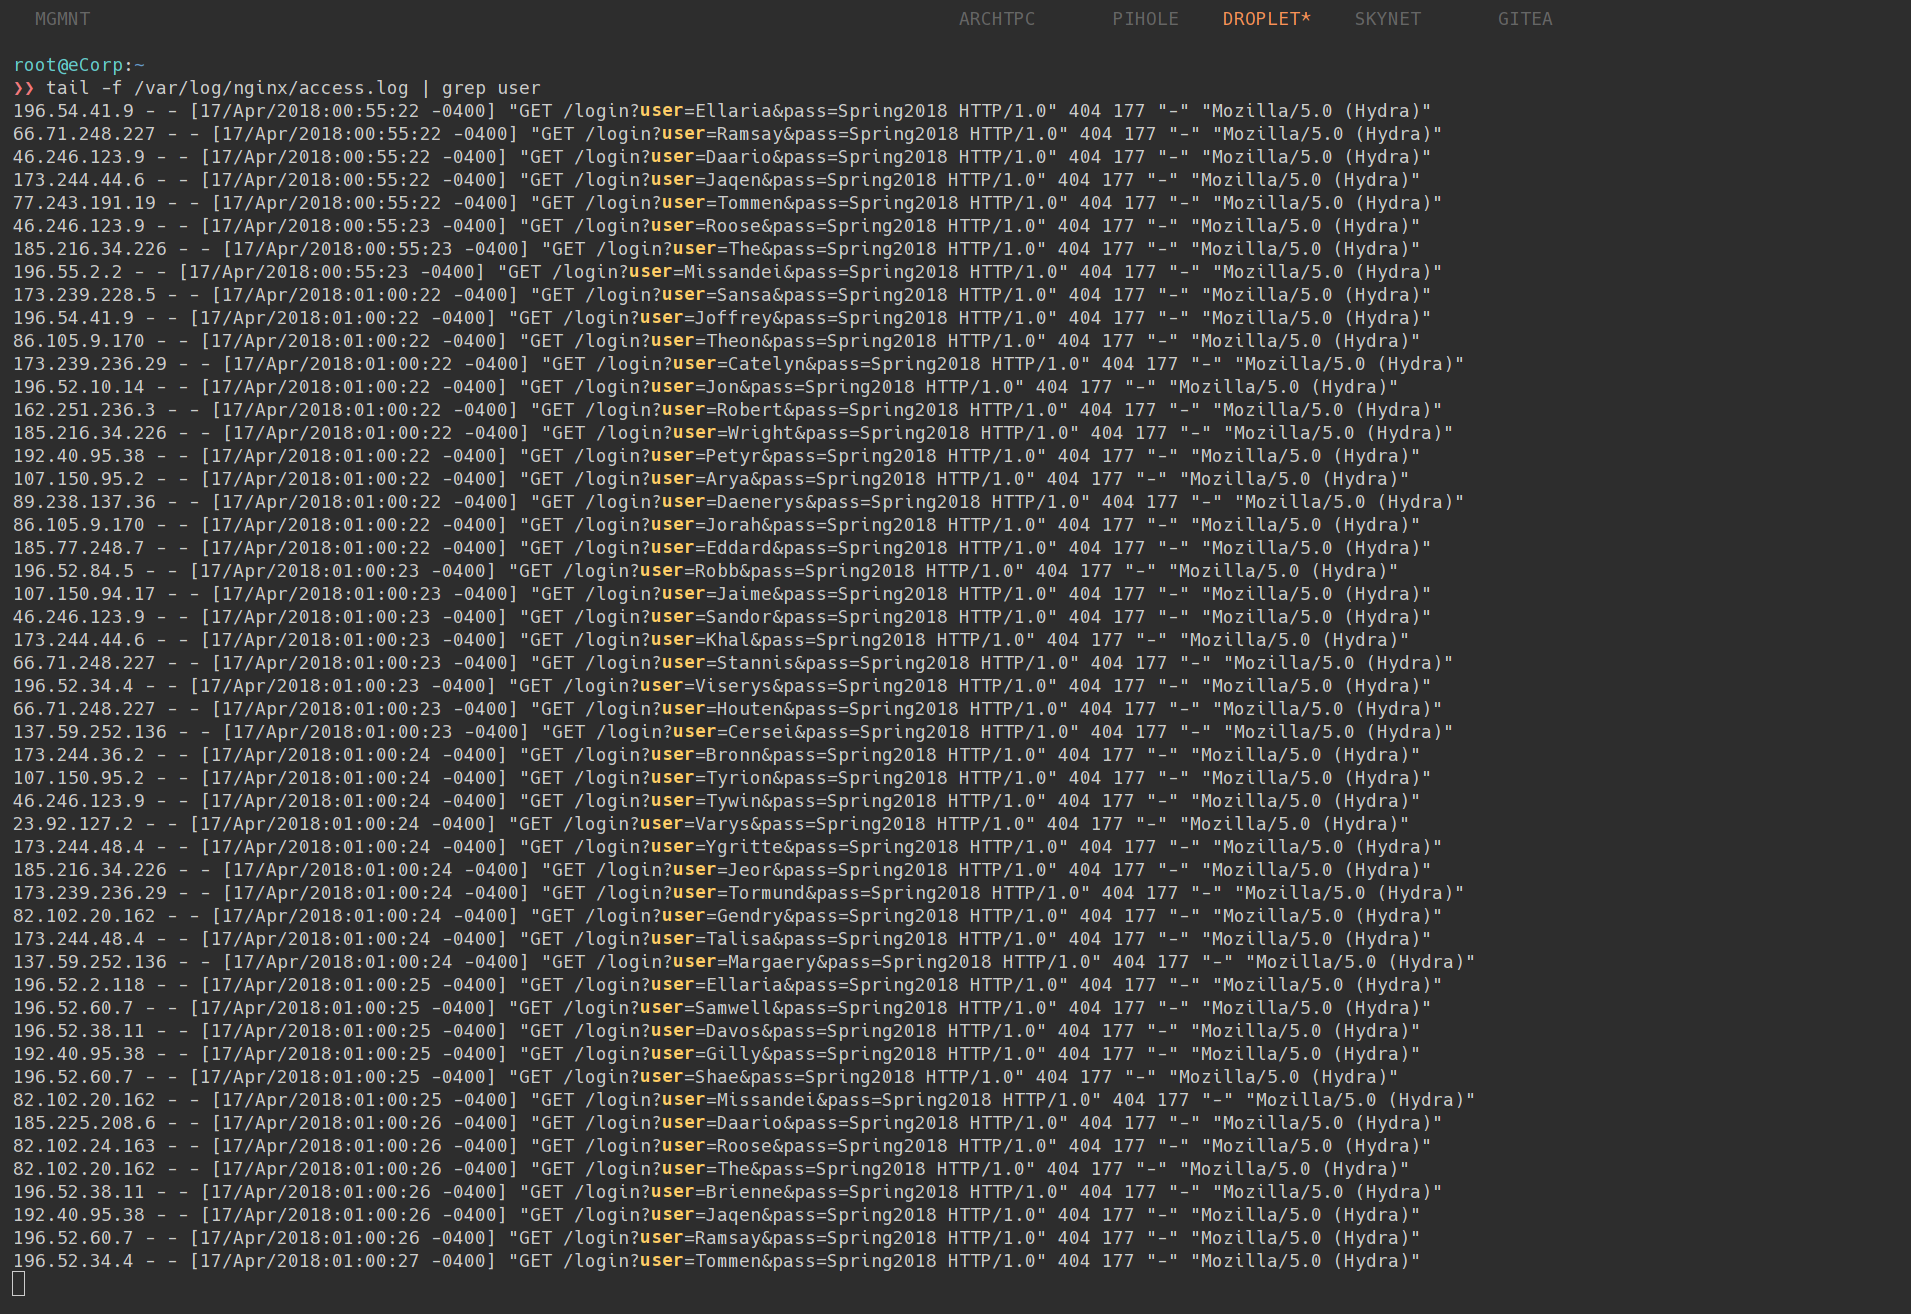 MGMNT ARCHTPC PIHOLE DROPLET* SKYNET GITEA
root@eCorp:~
❯❯ tail -f /var/log/nginx/access.log | grep user
196.54.41.9 - - [17/Apr/2018:00:55:22 -0400] "GET /login?user=Ellaria&pass=Spring2018 HTTP/1.0" 404 177 "-" "Mozilla/5.0 (Hydra)"
66.71.248.227 - - [17/Apr/2018:00:55:22 -0400] "GET /login?user=Ramsay&pass=Spring2018 HTTP/1.0" 404 177 "-" "Mozilla/5.0 (Hydra)"
46.246.123.9 - - [17/Apr/2018:00:55:22 -0400] "GET /login?user=Daario&pass=Spring2018 HTTP/1.0" 404 177 "-" "Mozilla/5.0 (Hydra)"
173.244.44.6 - - [17/Apr/2018:00:55:22 -0400] "GET /login?user=Jaqen&pass=Spring2018 HTTP/1.0" 404 177 "-" "Mozilla/5.0 (Hydra)"
77.243.191.19 - - [17/Apr/2018:00:55:22 -0400] "GET /login?user=Tommen&pass=Spring2018 HTTP/1.0" 404 177 "-" "Mozilla/5.0 (Hydra)"
46.246.123.9 - - [17/Apr/2018:00:55:23 -0400] "GET /login?user=Roose&pass=Spring2018 HTTP/1.0" 404 177 "-" "Mozilla/5.0 (Hydra)"
185.216.34.226 - - [17/Apr/2018:00:55:23 -0400] "GET /login?user=The&pass=Spring2018 HTTP/1.0" 404 177 "-" "Mozilla/5.0 (Hydra)"
196.55.2.2 - - [17/Apr/2018:00:55:23 -0400] "GET /login?user=Missandei&pass=Spring2018 HTTP/1.0" 404 177 "-" "Mozilla/5.0 (Hydra)"
173.239.228.5 - - [17/Apr/2018:01:00:22 -0400] "GET /login?user=Sansa&pass=Spring2018 HTTP/1.0" 404 177 "-" "Mozilla/5.0 (Hydra)"
196.54.41.9 - - [17/Apr/2018:01:00:22 -0400] "GET /login?user=Joffrey&pass=Spring2018 HTTP/1.0" 404 177 "-" "Mozilla/5.0 (Hydra)"
86.105.9.170 - - [17/Apr/2018:01:00:22 -0400] "GET /login?user=Theon&pass=Spring2018 HTTP/1.0" 404 177 "-" "Mozilla/5.0 (Hydra)"
173.239.236.29 - - [17/Apr/2018:01:00:22 -0400] "GET /login?user=Catelyn&pass=Spring2018 HTTP/1.0" 404 177 "-" "Mozilla/5.0 (Hydra)"
196.52.10.14 - - [17/Apr/2018:01:00:22 -0400] "GET /login?user=Jon&pass=Spring2018 HTTP/1.0" 404 177 "-" "Mozilla/5.0 (Hydra)"
162.251.236.3 - - [17/Apr/2018:01:00:22 -0400] "GET /login?user=Robert&pass=Spring2018 HTTP/1.0" 404 177 "-" "Mozilla/5.0 (Hydra)"
185.216.34.226 - - [17/Apr/2018:01:00:22 -0400] "GET /login?user=Wright&pass=Spring2018 HTTP/1.0" 404 177 "-" "Mozilla/5.0 (Hydra)"
192.40.95.38 - - [17/Apr/2018:01:00:22 -0400] "GET /login?user=Petyr&pass=Spring2018 HTTP/1.0" 404 177 "-" "Mozilla/5.0 (Hydra)"
107.150.95.2 - - [17/Apr/2018:01:00:22 -0400] "GET /login?user=Arya&pass=Spring2018 HTTP/1.0" 404 177 "-" "Mozilla/5.0 (Hydra)"
89.238.137.36 - - [17/Apr/2018:01:00:22 -0400] "GET /login?user=Daenerys&pass=Spring2018 HTTP/1.0" 404 177 "-" "Mozilla/5.0 (Hydra)"
86.105.9.170 - - [17/Apr/2018:01:00:22 -0400] "GET /login?user=Jorah&pass=Spring2018 HTTP/1.0" 404 177 "-" "Mozilla/5.0 (Hydra)"
185.77.248.7 - - [17/Apr/2018:01:00:22 -0400] "GET /login?user=Eddard&pass=Spring2018 HTTP/1.0" 404 177 "-" "Mozilla/5.0 (Hydra)"
196.52.84.5 - - [17/Apr/2018:01:00:23 -0400] "GET /login?user=Robb&pass=Spring2018 HTTP/1.0" 404 177 "-" "Mozilla/5.0 (Hydra)"
107.150.94.17 - - [17/Apr/2018:01:00:23 -0400] "GET /login?user=Jaime&pass=Spring2018 HTTP/1.0" 404 177 "-" "Mozilla/5.0 (Hydra)"
46.246.123.9 - - [17/Apr/2018:01:00:23 -0400] "GET /login?user=Sandor&pass=Spring2018 HTTP/1.0" 404 177 "-" "Mozilla/5.0 (Hydra)"
173.244.44.6 - - [17/Apr/2018:01:00:23 -0400] "GET /login?user=Khal&pass=Spring2018 HTTP/1.0" 404 177 "-" "Mozilla/5.0 (Hydra)"
66.71.248.227 - - [17/Apr/2018:01:00:23 -0400] "GET /login?user=Stannis&pass=Spring2018 HTTP/1.0" 404 177 "-" "Mozilla/5.0 (Hydra)"
196.52.34.4 - - [17/Apr/2018:01:00:23 -0400] "GET /login?user=Viserys&pass=Spring2018 HTTP/1.0" 404 177 "-" "Mozilla/5.0 (Hydra)"
66.71.248.227 - - [17/Apr/2018:01:00:23 -0400] "GET /login?user=Houten&pass=Spring2018 HTTP/1.0" 404 177 "-" "Mozilla/5.0 (Hydra)"
137.59.252.136 - - [17/Apr/2018:01:00:23 -0400] "GET /login?user=Cersei&pass=Spring2018 HTTP/1.0" 404 177 "-" "Mozilla/5.0 (Hydra)"
173.244.36.2 - - [17/Apr/2018:01:00:24 -0400] "GET /login?user=Bronn&pass=Spring2018 HTTP/1.0" 404 177 "-" "Mozilla/5.0 (Hydra)"
107.150.95.2 - - [17/Apr/2018:01:00:24 -0400] "GET /login?user=Tyrion&pass=Spring2018 HTTP/1.0" 404 177 "-" "Mozilla/5.0 (Hydra)"
46.246.123.9 - - [17/Apr/2018:01:00:24 -0400] "GET /login?user=Tywin&pass=Spring2018 HTTP/1.0" 404 177 "-" "Mozilla/5.0 (Hydra)"
23.92.127.2 - - [17/Apr/2018:01:00:24 -0400] "GET /login?user=Varys&pass=Spring2018 HTTP/1.0" 404 177 "-" "Mozilla/5.0 (Hydra)"
173.244.48.4 - - [17/Apr/2018:01:00:24 -0400] "GET /login?user=Ygritte&pass=Spring2018 HTTP/1.0" 404 177 "-" "Mozilla/5.0 (Hydra)"
185.216.34.226 - - [17/Apr/2018:01:00:24 -0400] "GET /login?user=Jeor&pass=Spring2018 HTTP/1.0" 404 177 "-" "Mozilla/5.0 (Hydra)"
173.239.236.29 - - [17/Apr/2018:01:00:24 -0400] "GET /login?user=Tormund&pass=Spring2018 HTTP/1.0" 404 177 "-" "Mozilla/5.0 (Hydra)"
82.102.20.162 - - [17/Apr/2018:01:00:24 -0400] "GET /login?user=Gendry&pass=Spring2018 HTTP/1.0" 404 177 "-" "Mozilla/5.0 (Hydra)"
173.244.48.4 - - [17/Apr/2018:01:00:24 -0400] "GET /login?user=Talisa&pass=Spring2018 HTTP/1.0" 404 177 "-" "Mozilla/5.0 (Hydra)"
137.59.252.136 - - [17/Apr/2018:01:00:24 -0400] "GET /login?user=Margaery&pass=Spring2018 HTTP/1.0" 404 177 "-" "Mozilla/5.0 (Hydra)"
196.52.2.118 - - [17/Apr/2018:01:00:25 -0400] "GET /login?user=Ellaria&pass=Spring2018 HTTP/1.0" 404 177 "-" "Mozilla/5.0 (Hydra)"
196.52.60.7 - - [17/Apr/2018:01:00:25 -0400] "GET /login?user=Samwell&pass=Spring2018 HTTP/1.0" 404 177 "-" "Mozilla/5.0 (Hydra)"
196.52.38.11 - - [17/Apr/2018:01:00:25 -0400] "GET /login?user=Davos&pass=Spring2018 HTTP/1.0" 404 177 "-" "Mozilla/5.0 (Hydra)"
192.40.95.38 - - [17/Apr/2018:01:00:25 -0400] "GET /login?user=Gilly&pass=Spring2018 HTTP/1.0" 404 177 "-" "Mozilla/5.0 (Hydra)"
196.52.60.7 - - [17/Apr/2018:01:00:25 -0400] "GET /login?user=Shae&pass=Spring2018 HTTP/1.0" 404 177 "-" "Mozilla/5.0 (Hydra)"
82.102.20.162 - - [17/Apr/2018:01:00:25 -0400] "GET /login?user=Missandei&pass=Spring2018 HTTP/1.0" 404 177 "-" "Mozilla/5.0 (Hydra)"
185.225.208.6 - - [17/Apr/2018:01:00:26 -0400] "GET /login?user=Daario&pass=Spring2018 HTTP/1.0" 404 177 "-" "Mozilla/5.0 (Hydra)"
82.102.24.163 - - [17/Apr/2018:01:00:26 -0400] "GET /login?user=Roose&pass=Spring2018 HTTP/1.0" 404 177 "-" "Mozilla/5.0 (Hydra)"
82.102.20.162 - - [17/Apr/2018:01:00:26 -0400] "GET /login?user=The&pass=Spring2018 HTTP/1.0" 404 177 "-" "Mozilla/5.0 (Hydra)"
196.52.38.11 - - [17/Apr/2018:01:00:26 -0400] "GET /login?user=Brienne&pass=Spring2018 HTTP/1.0" 404 177 "-" "Mozilla/5.0 (Hydra)"
192.40.95.38 - - [17/Apr/2018:01:00:26 -0400] "GET /login?user=Jaqen&pass=Spring2018 HTTP/1.0" 404 177 "-" "Mozilla/5.0 (Hydra)"
196.52.60.7 - - [17/Apr/2018:01:00:26 -0400] "GET /login?user=Ramsay&pass=Spring2018 HTTP/1.0" 404 177 "-" "Mozilla/5.0 (Hydra)"
196.52.34.4 - - [17/Apr/2018:01:00:27 -0400] "GET /login?user=Tommen&pass=Spring2018 HTTP/1.0" 404 177 "-" "Mozilla/5.0 (Hydra)"